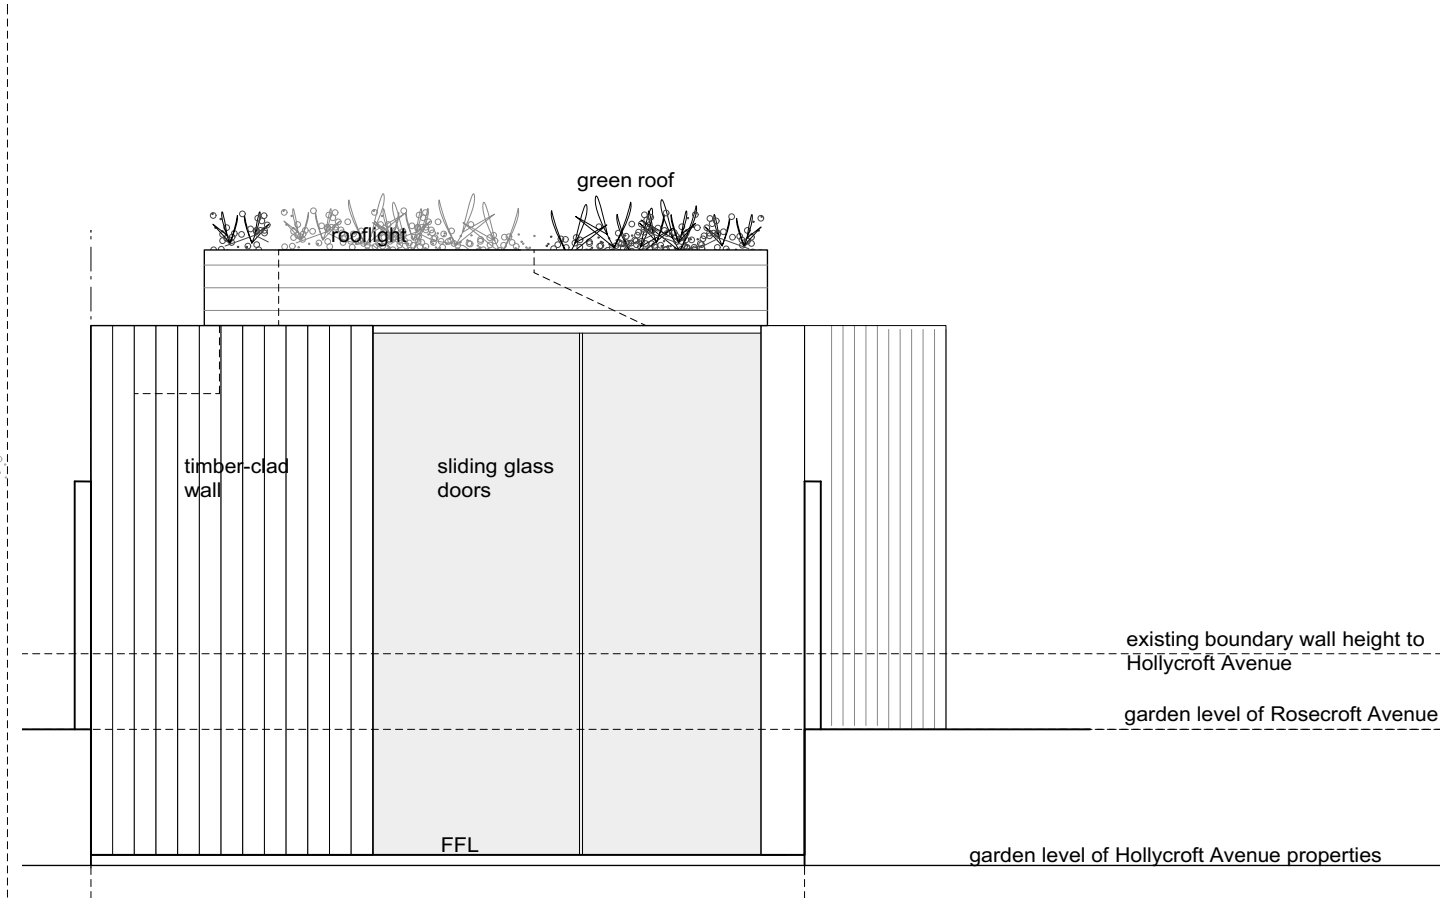 green roof
rooflight
timber-clad
wall
sliding glass
doors
existing boundary wall height to
Hollycroft Avenue
garden level of Rosecroft Avenue
FFL
garden level of Hollycroft Avenue properties